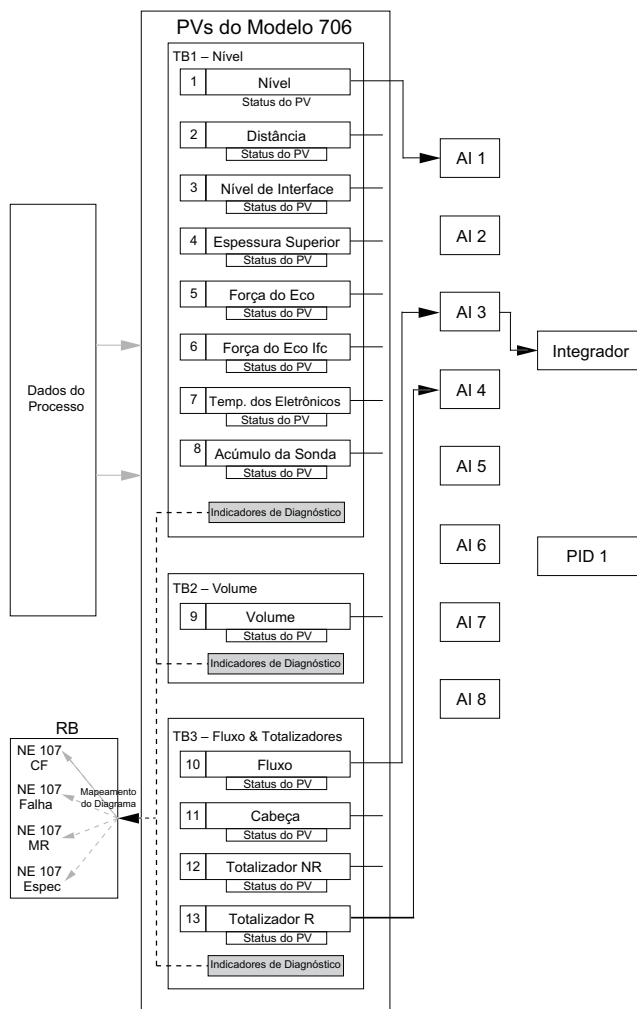 PVs do Modelo 706
TB1 – Nível
1 Nível
Status do PV
2 Distância
Status do PV
3 Nível de Interface
Status do PV
4 Espessura Superior
Status do PV
5 Força do Eco
Status do PV
6 Força do Eco Ifc
Status do PV
7 Temp. dos Eletrônicos
Status do PV
8 Acúmulo da Sonda
Status do PV
Indicadores de Diagnóstico
TB2 – Volume
9 Volume
Status do PV
Indicadores de Diagnóstico
TB3 – Fluxo & Totalizadores
10 Fluxo
Status do PV
11 Cabeça
Status do PV
12 Totalizador NR
Status do PV
13 Totalizador R
Status do PV
Indicadores de Diagnóstico
Dados do
Processo
RB
NE 107
CF
NE 107
Falha
NE 107
MR
NE 107
Espec
Mapeamento
do Diagrama
AI 1
AI 2
AI 3
AI 4
AI 5
AI 6
AI 7
AI 8
Integrador
PID 1